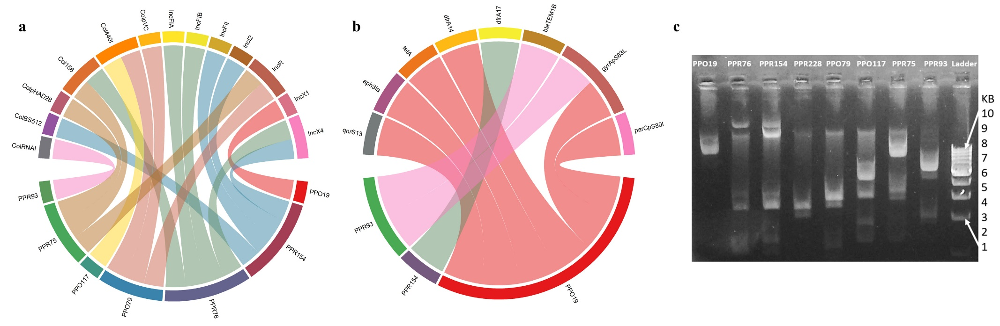 a
ColRNAI
ColBS512
ColpHAD28
Col156
Col440I
ColpVC
IncFIA
IncFIB
IncFII
IncI2
IncR
IncX1
IncX4
PPO19
PPR154
PPR76
PPO79
PPO117
PPR75
PPR93
b
qnrS13
aph3Ia
tetA
dfrA14
dfrA17
blaTEM1B
gyrApS83L
parCpS80I
PPO19
PPR154
PPR93
c
PPO19 PPR76 PPR154 PPR228 PPO79 PPO117 PPR75 PPR93 Ladder
KB
10
9
8
7
6
5
4
3
2
1